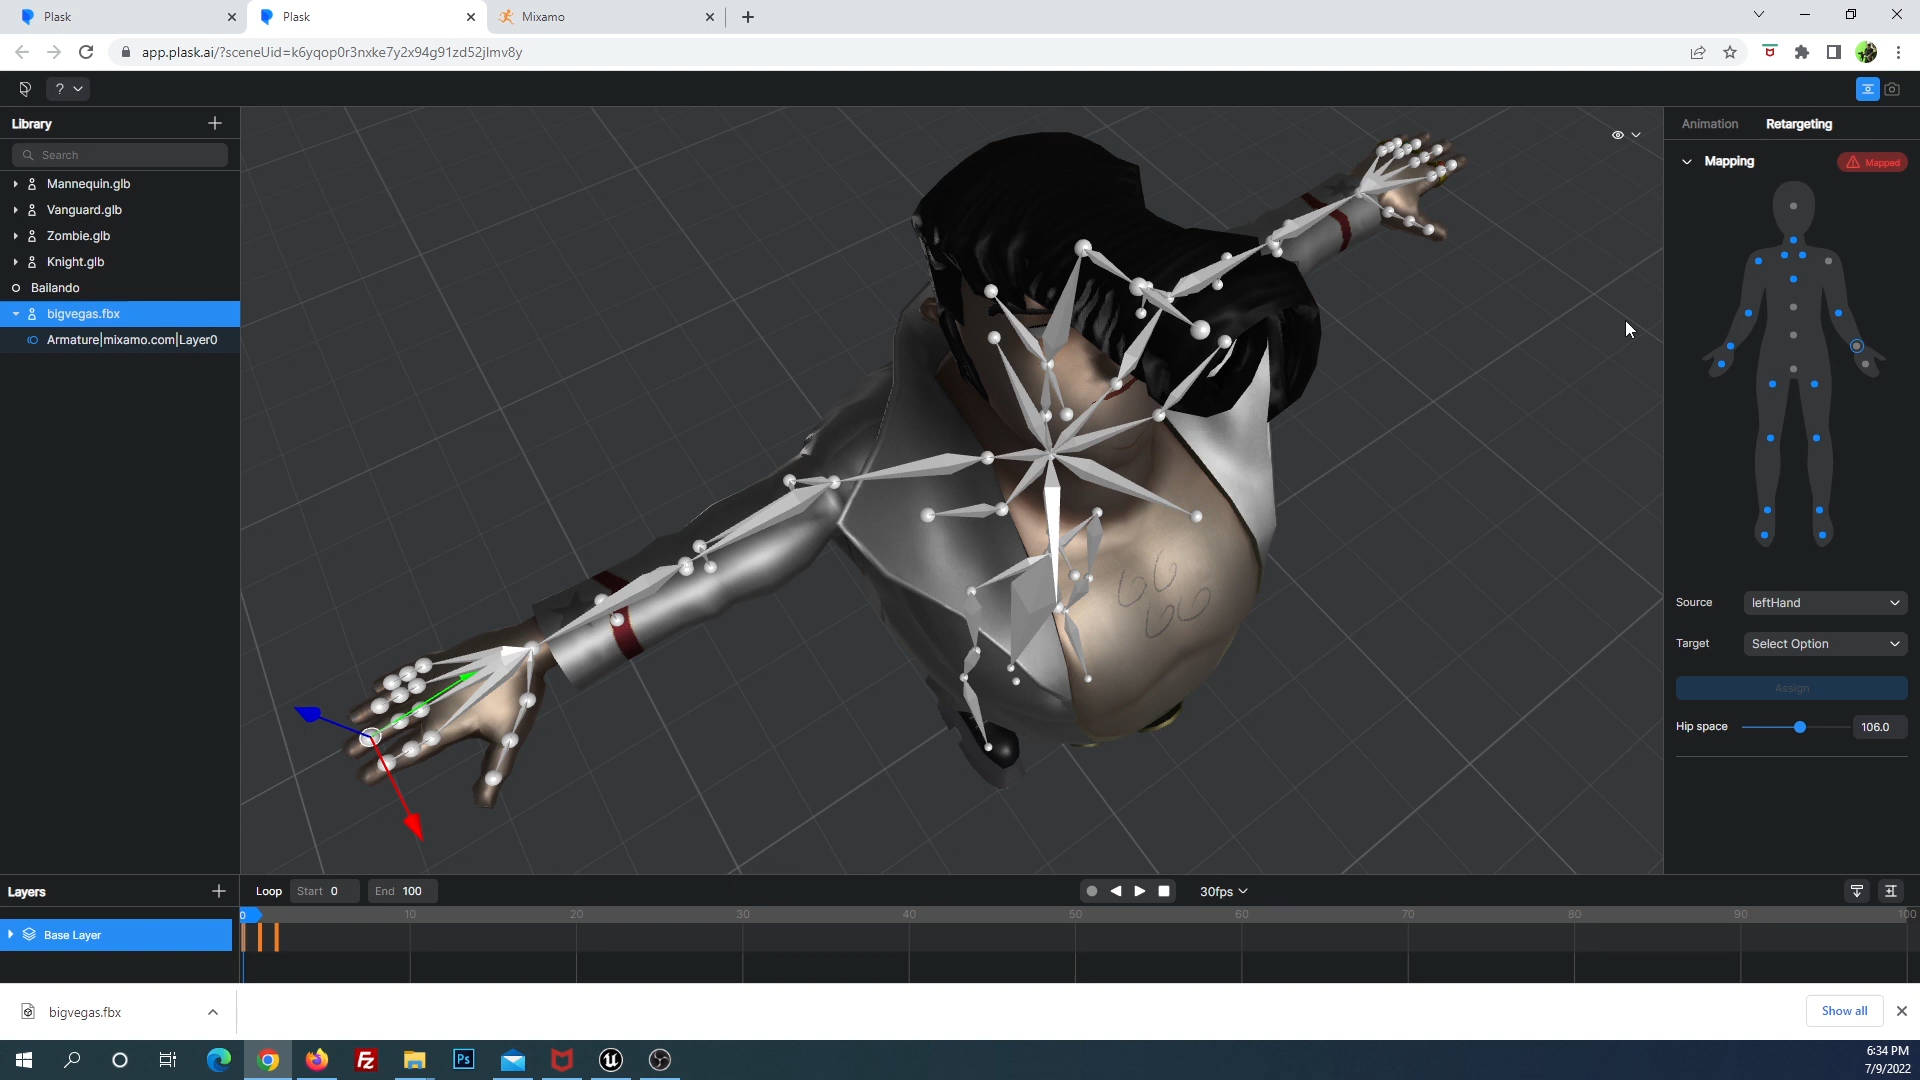 Plask
Plask
Mixamo
app.plask.ai/?sceneUid=k6yqop0r3nxke7y2x94g91zd52jlmv8y
?
Library
Search
Mannequin.glb
Vanguard.glb
Zombie.glb
Knight.glb
Bailando
bigvegas.fbx
Armature|mixamo.com|Layer0
Animation
Retargeting
Mapping
Mapped
Source
leftHand
Target
Select Option
Assign
Hip space
106.0
Layers
Loop
Start 0
End 100
30fps
0 10 20 30 40 50 60 70 80 90 100
Base Layer
bigvegas.fbx
Show all
Fz
Ps
6:34 PM
7/9/2022